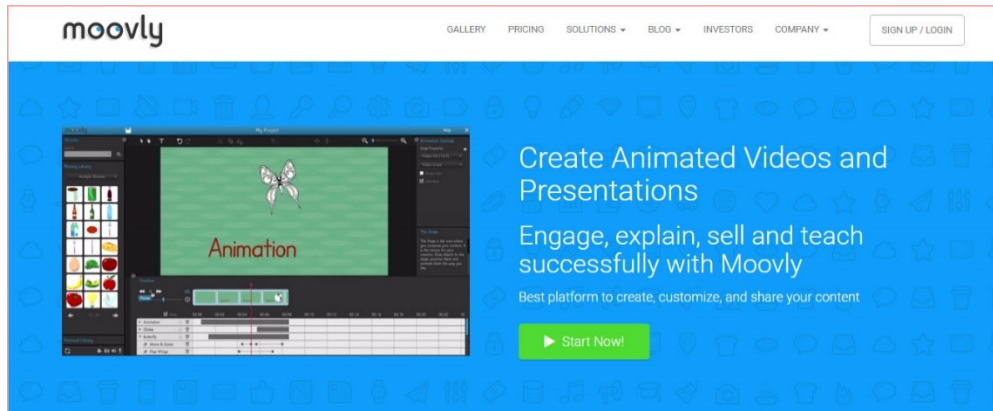 moovly
GALLERY PRICING SOLUTIONS BLOG INVESTORS COMPANY SIGN UP / LOGIN
My Project
Animation
Timeline
Create Animated Videos and
Presentations
Engage, explain, sell and teach
successfully with Moovly
Best platform to create, customize, and share your content
Start Now!